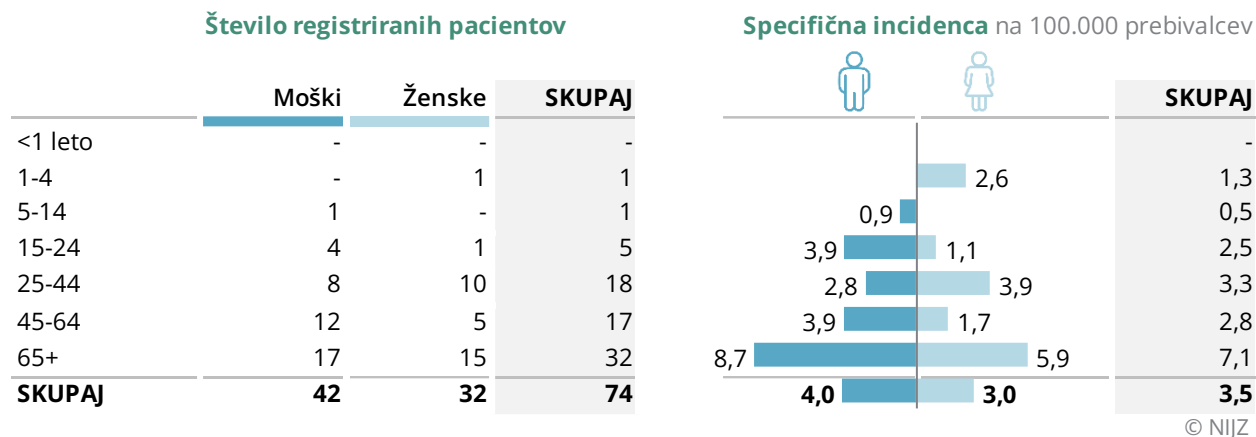 Število registriranih pacientov Specifična incidenca na 100.000 prebivalcev
Moški Ženske SKUPAJ SKUPAJ
<1 leto - - - -
1-4 - 1 1 2,6 1,3
5-14 1 - 1 0,9 0,5
15-24 4 1 5 3,9 1,1 2,5
25-44 8 10 18 2,8 3,9 3,3
45-64 12 5 17 3,9 1,7 2,8
65+ 17 15 32 8,7 5,9 7,1
SKUPAJ 42 32 74 4,0 3,0 3,5
© NIJZ